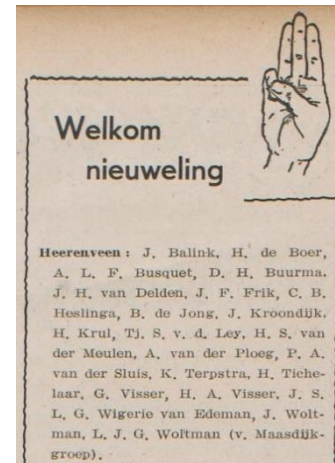 Welkom
nieuweling
Heerenveen: J. Balink, H. de Boer,
A. L. F. Busquet, D. H. Buurma,
J. H. van Delden, J. F. Frik, C. B.
Heslinga, B. de Jong, J. Kroondijk,
H. Krul, Tj. S. v. d. Ley, H. S. van
der Meulen, A. van der Ploeg, P. A.
van der Sluis, K. Terpstra, H. Tiche-
laar, G. Visser, H. A. Visser, J. S.
L. G. Wigerie van Edeman, J. Wolt-
man, L. J. G. Woltman (v. Maasdijk-
groep).